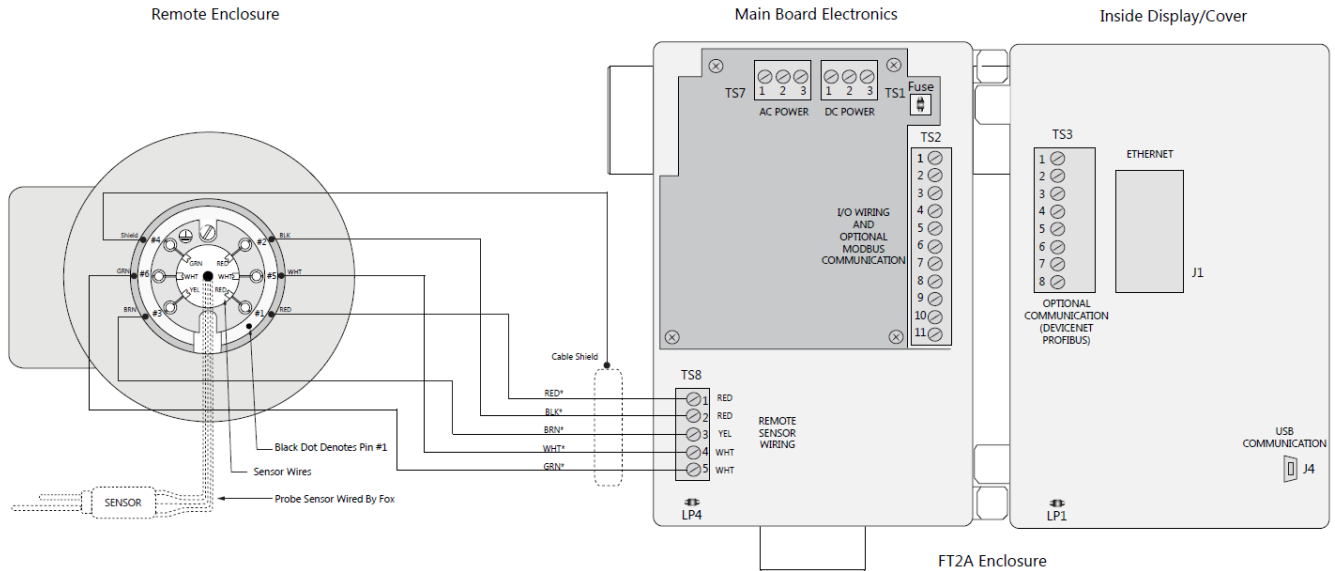 Remote Enclosure
Main Board Electronics
Inside Display/Cover
TS7
1 2 3
AC POWER
1 2 3
DC POWER
TS1
Fuse
TS2
1
2
3
4
5
6
7
8
9
10
11
I/O WIRING
AND
OPTIONAL
MODBUS
COMMUNICATION
TS3
1
2
3
4
5
6
7
8
OPTIONAL
COMMUNICATION
(DEVICENET
PROFIBUS)
ETHERNET
J1
Shield
#4
#2
BLK
GRN
RED
GRN
#6
WHT
WHT
#5
WHT
YEL
RED
BRN
#3
#1
RED
Cable Shield
TS8
RED*
1
RED
BLK*
2
RED
BRN*
3
YEL
WHT*
4
WHT
GRN*
5
WHT
REMOTE
SENSOR
WIRING
Black Dot Denotes Pin #1
Sensor Wires
Probe Sensor Wired By Fox
SENSOR
LP4
USB
COMMUNICATION
J4
LP1
FT2A Enclosure